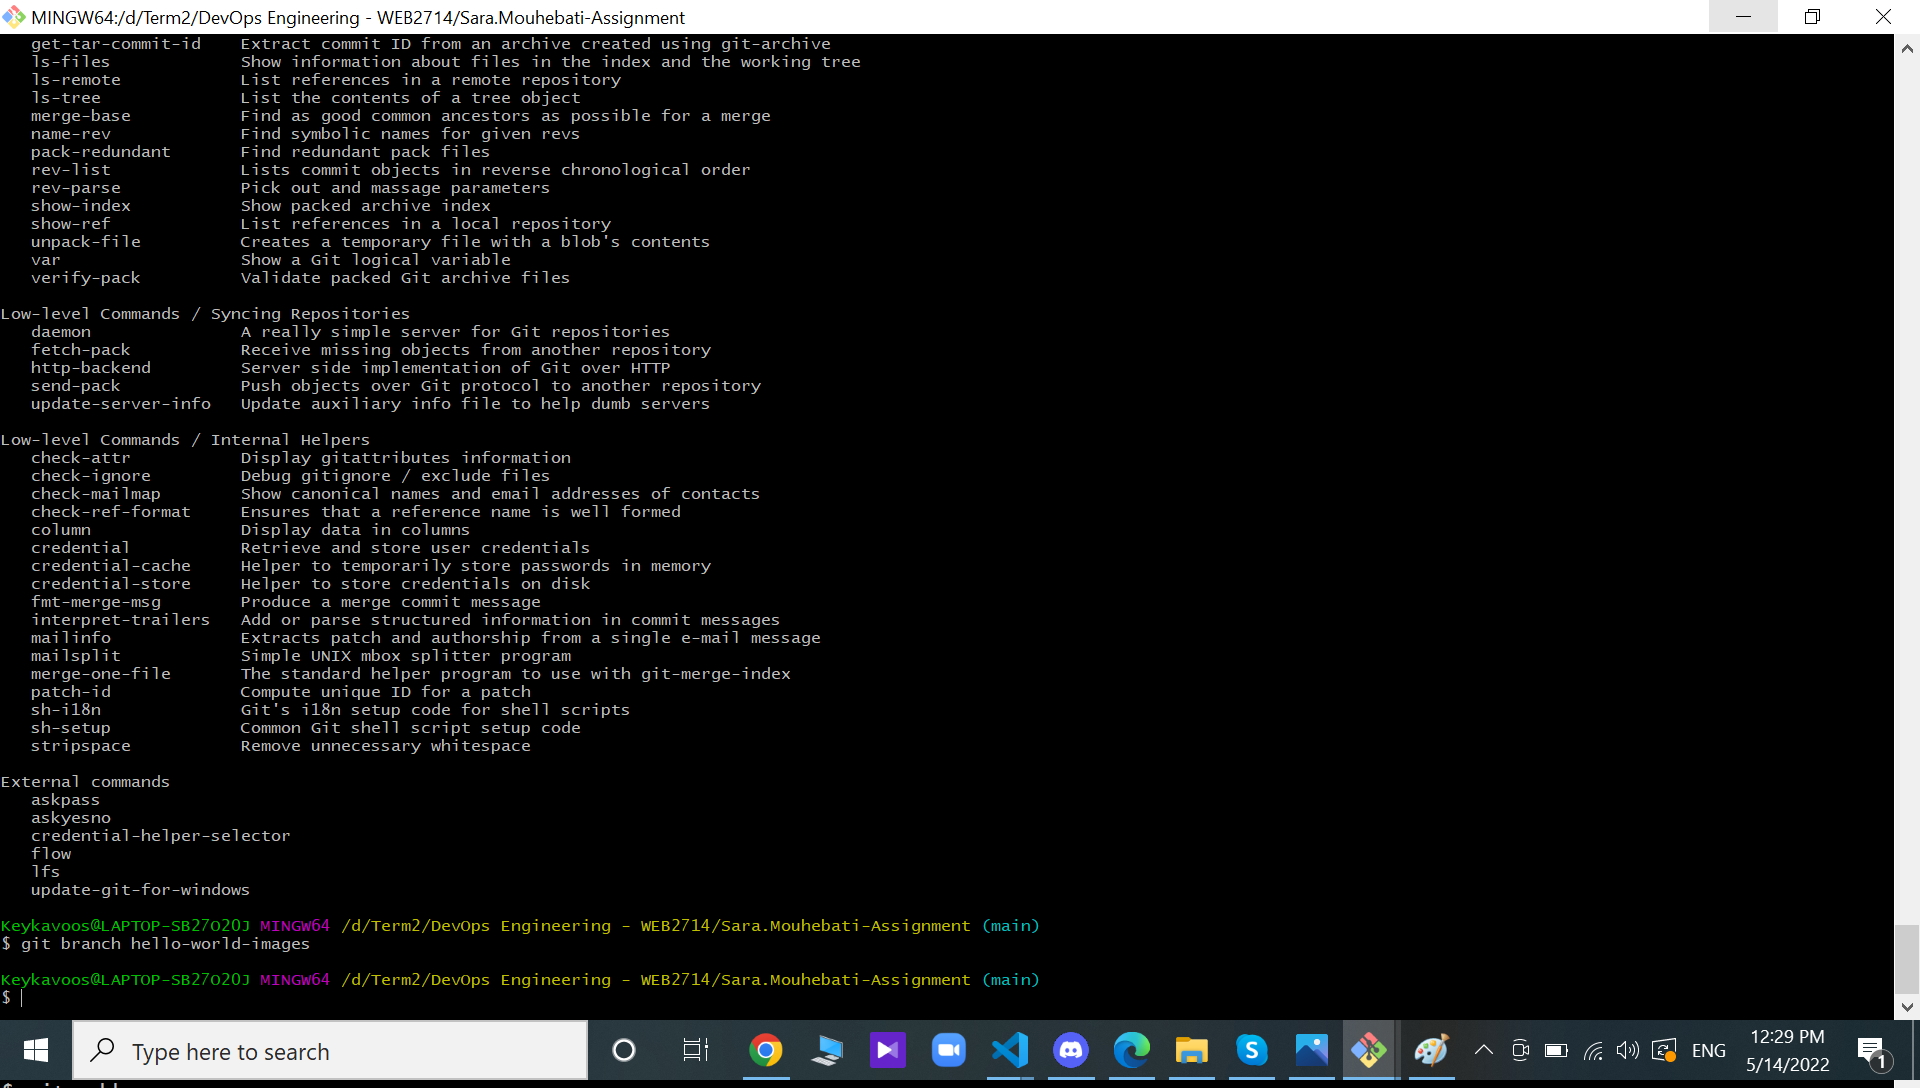 MINGW64:/d/Term2/DevOps Engineering - WEB2714/Sara.Mouhebati-Assignment
get-tar-commit-id Extract commit ID from an archive created using git-archive
ls-files Show information about files in the index and the working tree
ls-remote List references in a remote repository
ls-tree List the contents of a tree object
merge-base Find as good common ancestors as possible for a merge
name-rev Find symbolic names for given revs
pack-redundant Find redundant pack files
rev-list Lists commit objects in reverse chronological order
rev-parse Pick out and massage parameters
show-index Show packed archive index
show-ref List references in a local repository
unpack-file Creates a temporary file with a blob's contents
var Show a Git logical variable
verify-pack Validate packed Git archive files
Low-level Commands / Syncing Repositories
daemon A really simple server for Git repositories
fetch-pack Receive missing objects from another repository
http-backend Server side implementation of Git over HTTP
send-pack Push objects over Git protocol to another repository
update-server-info Update auxiliary info file to help dumb servers
Low-level Commands / Internal Helpers
check-attr Display gitattributes information
check-ignore Debug gitignore / exclude files
check-mailmap Show canonical names and email addresses of contacts
check-ref-format Ensures that a reference name is well formed
column Display data in columns
credential Retrieve and store user credentials
credential-cache Helper to temporarily store passwords in memory
credential-store Helper to store credentials on disk
fmt-merge-msg Produce a merge commit message
interpret-trailers Add or parse structured information in commit messages
mailinfo Extracts patch and authorship from a single e-mail message
mailsplit Simple UNIX mbox splitter program
merge-one-file The standard helper program to use with git-merge-index
patch-id Compute unique ID for a patch
sh-i18n Git's i18n setup code for shell scripts
sh-setup Common Git shell script setup code
stripspace Remove unnecessary whitespace
External commands
askpass
askyesno
credential-helper-selector
flow
lfs
update-git-for-windows
Keykavoos@LAPTOP-SB27O2OJ MINGW64 /d/Term2/DevOps Engineering - WEB2714/Sara.Mouhebati-Assignment (main)
$ git branch hello-world-images
Keykavoos@LAPTOP-SB27O2OJ MINGW64 /d/Term2/DevOps Engineering - WEB2714/Sara.Mouhebati-Assignment (main)
$
Type here to search
ENG
12:29 PM
5/14/2022
1